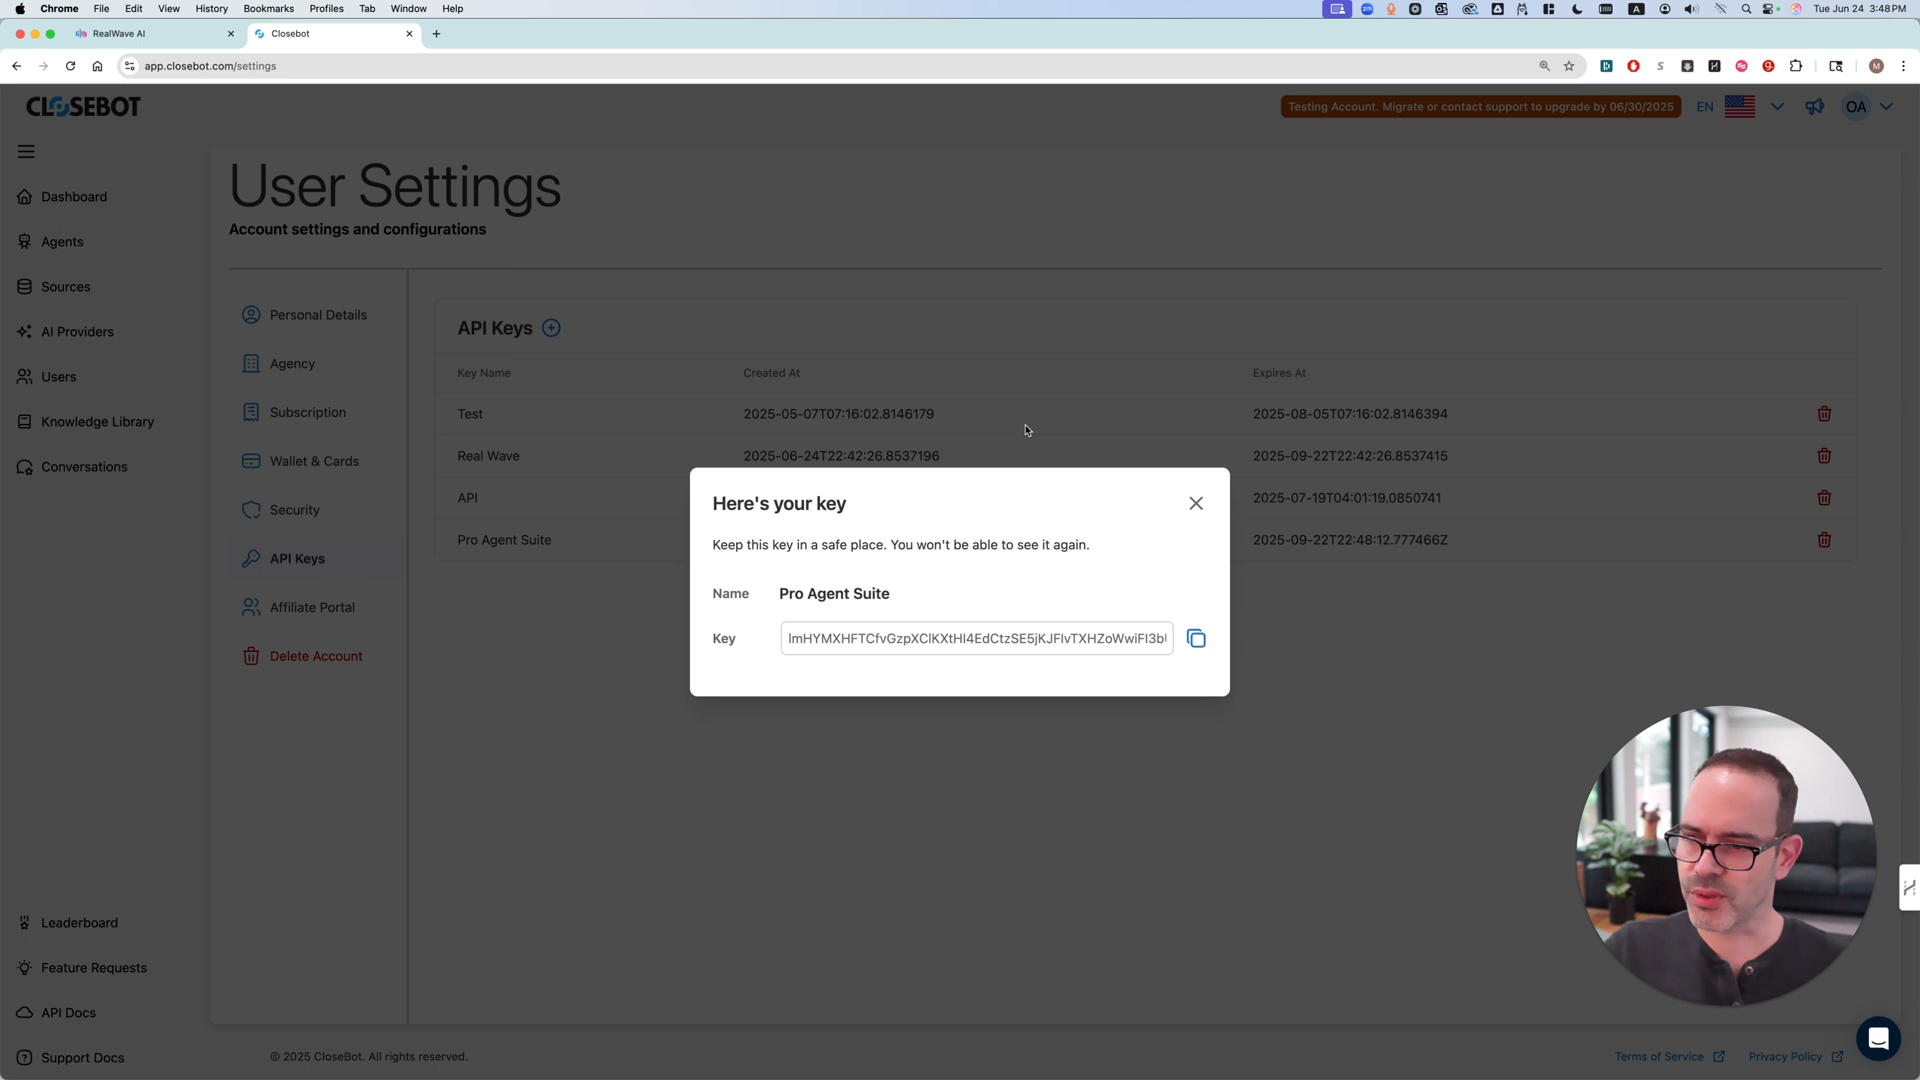 Chrome File Edit View History Bookmarks Profiles Tab Window Help
Tue Jun 24 3:48 PM
RealWave AI
Closebot
app.closebot.com/settings
CLOSEBOT
Testing Account. Migrate or contact support to upgrade by 06/30/2025
EN
OA
Dashboard
Agents
Sources
AI Providers
Users
Knowledge Library
Conversations
Leaderboard
Feature Requests
API Docs
Support Docs
User Settings
Account settings and configurations
Personal Details
Agency
Subscription
Wallet & Cards
Security
API Keys
Affiliate Portal
Delete Account
API Keys
Key Name Created At Expires At
Test 2025-05-07T07:16:02.8146179 2025-08-05T07:16:02.8146394
Real Wave 2025-06-24T22:42:26.8537196 2025-09-22T22:42:26.8537415
API 2025-07-19T04:01:19.0850741
Pro Agent Suite 2025-09-22T22:48:12.777466Z
Here's your key
Keep this key in a safe place. You won't be able to see it again.
Name Pro Agent Suite
Key
© 2025 CloseBot. All rights reserved.
Terms of Service
Privacy Policy